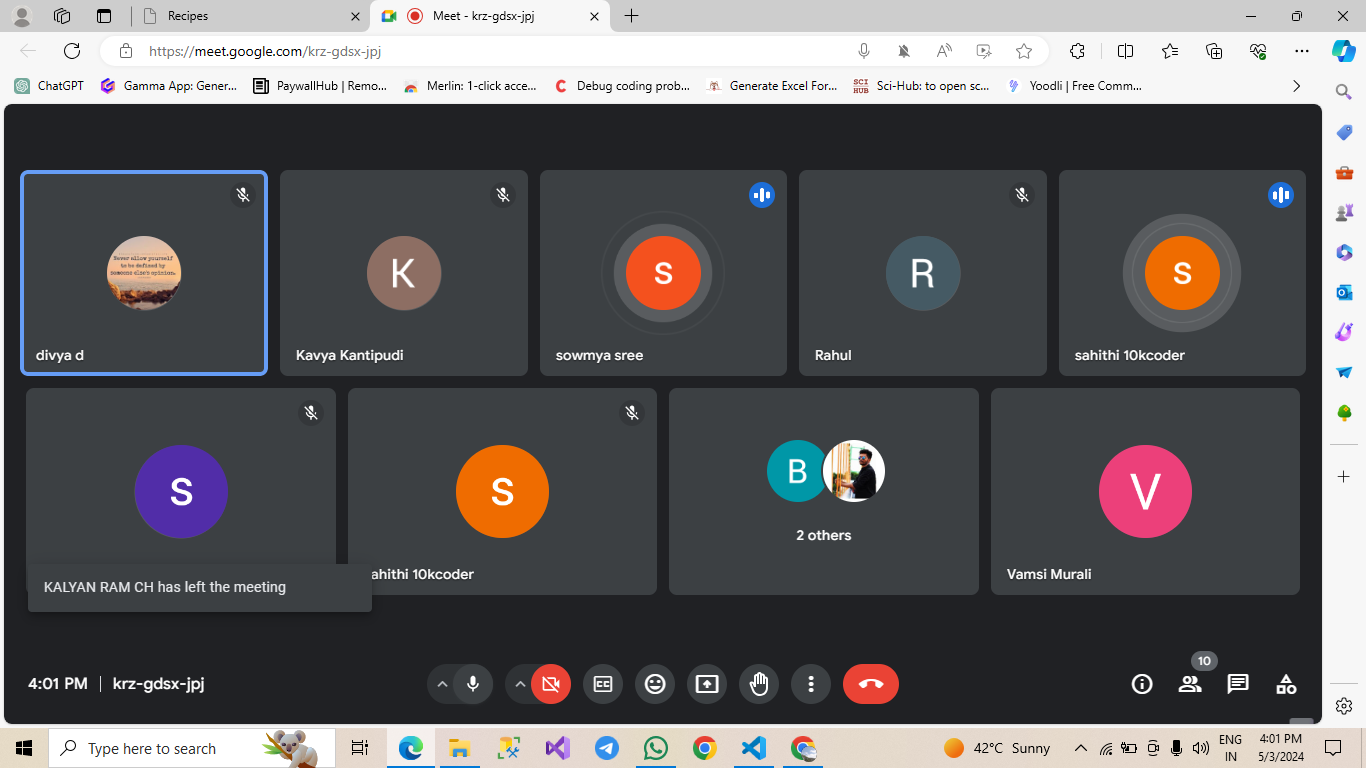 Recipes
Meet - krz-gdsx-jpj
https://meet.google.com/krz-gdsx-jpj
ChatGPT
Gamma App: Gener...
PaywallHub | Remo...
Merlin: 1-click acce...
Debug coding prob...
Generate Excel For...
SCI HUB
Sci-Hub: to open sc...
Yoodli | Free Comm...
Never allow yourself
to be defined by
someone else's opinion.
divya d
K
Kavya Kantipudi
S
sowmya sree
R
Rahul
S
sahithi 10kcoder
S
KALYAN RAM CH has left the meeting
S
ahithi 10kcoder
B
2 others
V
Vamsi Murali
4:01 PM | krz-gdsx-jpj
CC
10
Type here to search
42°C Sunny
ENG
IN
4:01 PM
5/3/2024